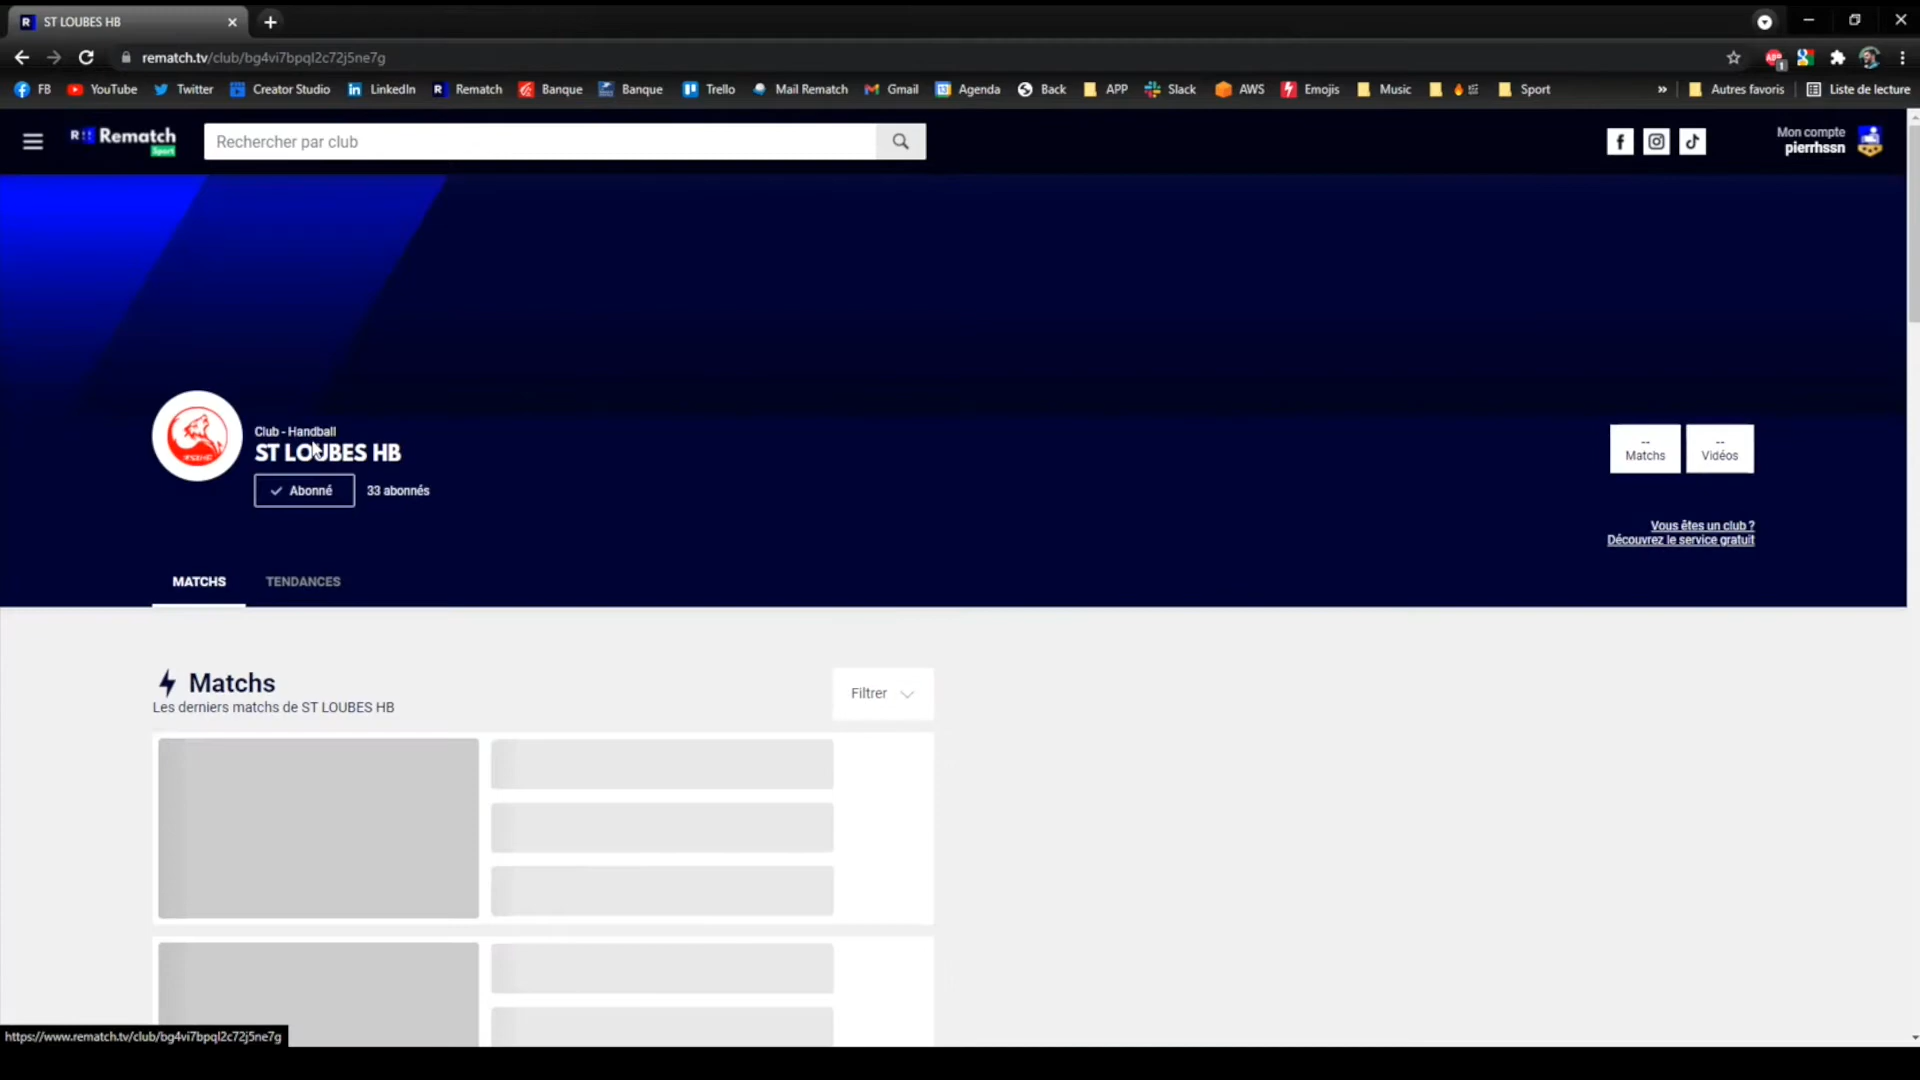 ST LOUBES HB
rematch.tv/club/bg4vi7bpql2c72j5ne7g
FB YouTube Twitter Creator Studio LinkedIn Rematch Banque Banque Trello Mail Rematch Gmail Agenda Back APP Slack AWS Emojis Music Sport » Autres favoris Liste de lecture
Rematch
Sport
Rechercher par club
Mon compte
pierrhssn
Club - Handball
ST LOUBES HB
Abonné 33 abonnés
-- --
Matchs Vidéos
Vous êtes un club ?
Découvrez le service gratuit
MATCHS TENDANCES
Matchs
Les derniers matchs de ST LOUBES HB
Filtrer
https://www.rematch.tv/club/bg4vi7bpql2c72j5ne7g